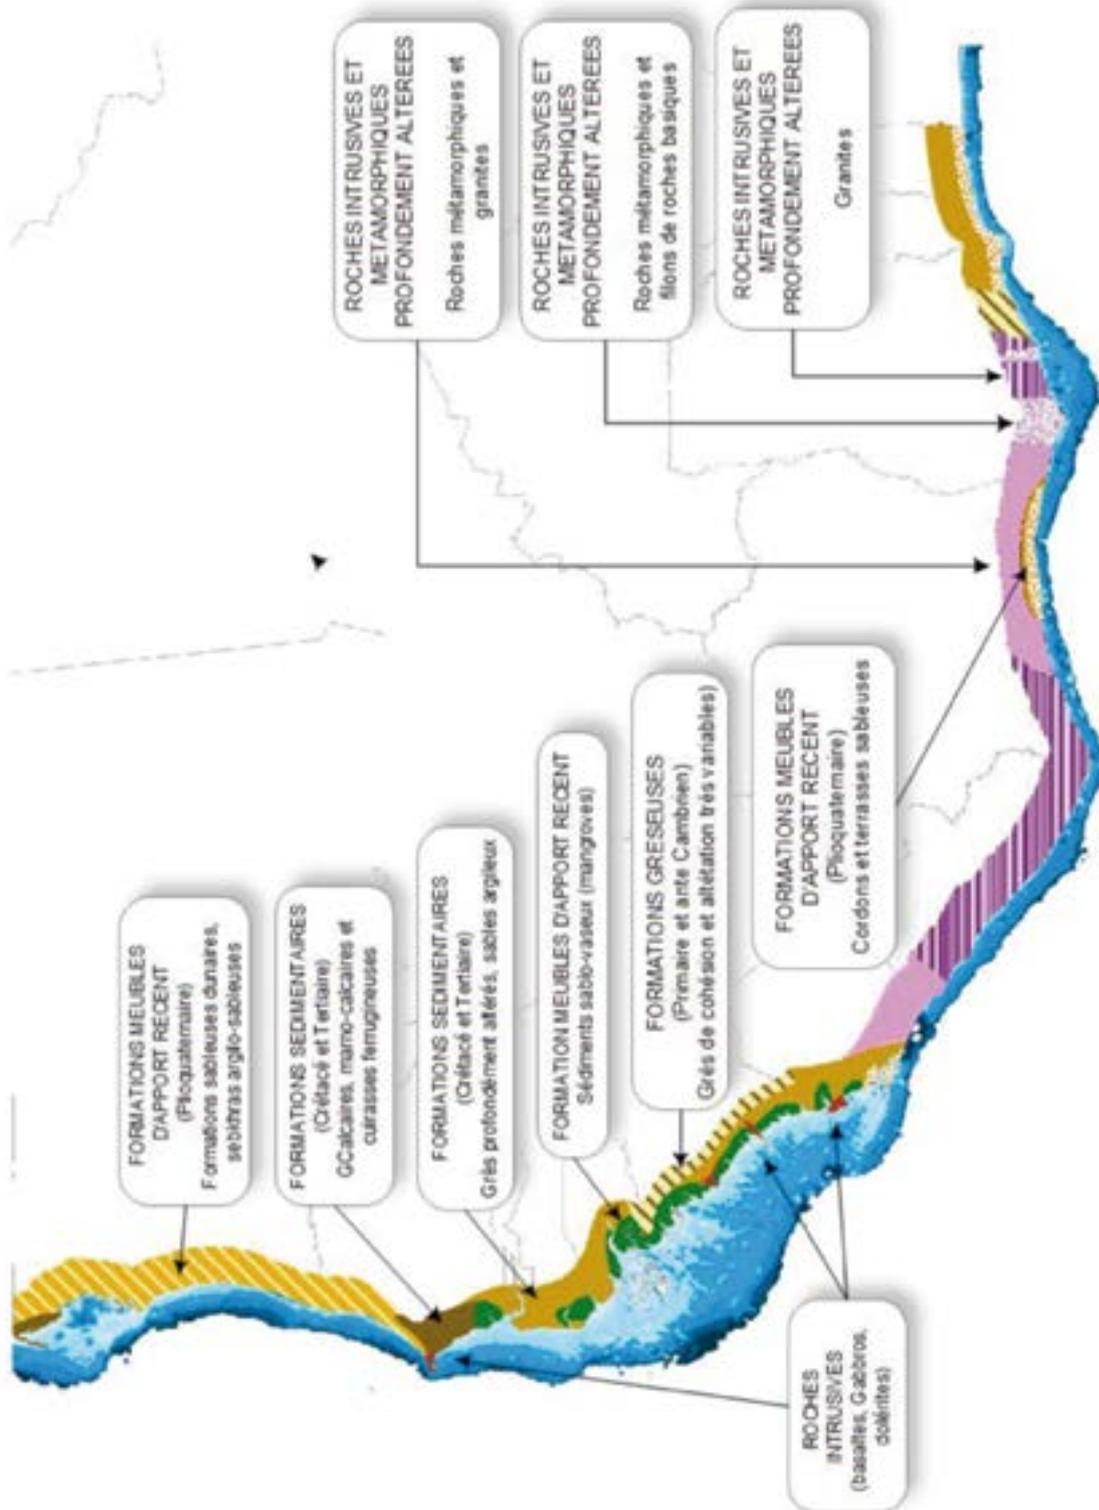 FORMATIONS MEUBLES
D'APPORT RECENT
(Plioquaternaire)
Formations sableuses dunaires,
sebkhras argilo-sableuses
FORMATIONS SEDIMENTAIRES
(Crétacé et Tertiaire)
GCalcaires, marno-calcaires et
cuirasses ferrugineuses
FORMATIONS SEDIMENTAIRES
(Crétacé et Tertiaire)
Grès profondément altérés, sables argileux
FORMATION MEUBLES D'APPORT RECENT
Sédiments sablo-vaseux (mangroves)
FORMATIONS GRESEUSES
(Primaire et ante Cambrien)
Grès de cohésion et altétation très variables)
FORMATIONS MEUBLES
D'APPORT RECENT
(Plioquaternaire)
Cordons et terrasses sableuses
ROCHES INTRUSIVES ET
METAMORPHIQUES
PROFONDEMENT ALTEREES
Roches métamorphiques et
granites
ROCHES INTRUSIVES ET
METAMORPHIQUES
PROFONDEMENT ALTEREES
Roches métamorphiques et
filons de roches basiques
ROCHES INTRUSIVES ET
METAMORPHIQUES
PROFONDEMENT ALTEREES
Granites
ROCHES
INTRUSIVES
(basaltes, Gabbros,
dolérites)